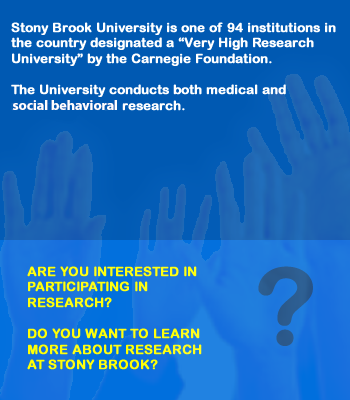 Stony Brook University is one of 94 institutions in
the country designated a “Very High Research
University” by the Carnegie Foundation.
The University conducts both medical and
social behavioral research.
ARE YOU INTERESTED IN
PARTICIPATING IN
RESEARCH?
?
DO YOU WANT TO LEARN
MORE ABOUT RESEARCH
AT STONY BROOK?